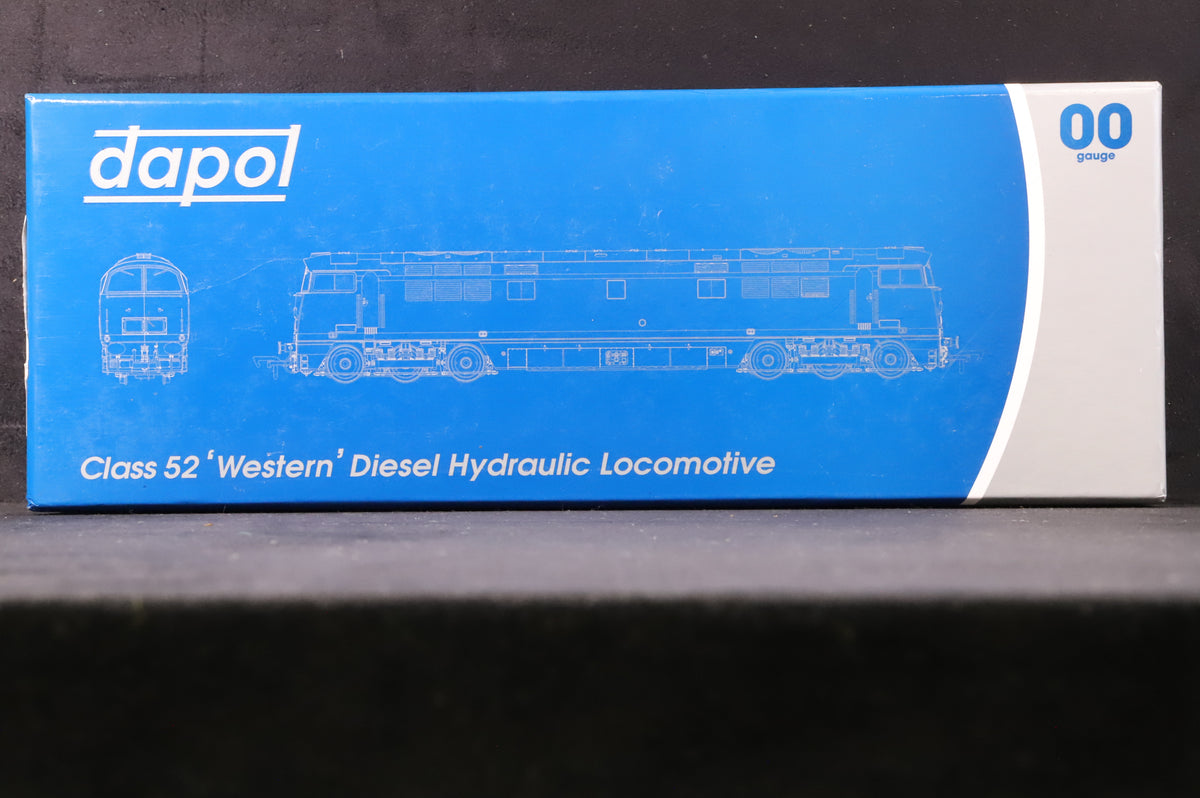 dapol
00
gauge
Class 52 ‘Western’ Diesel Hydraulic Locomotive